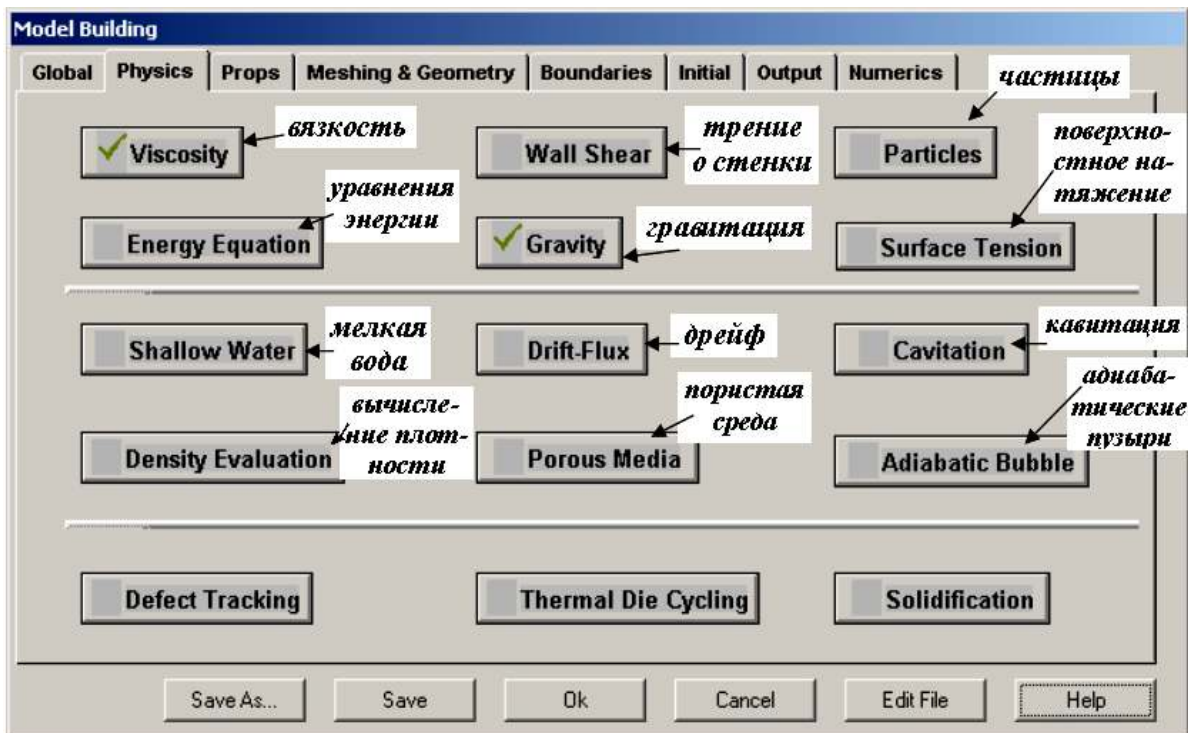 Model Building
Global Physics Props Meshing & Geometry Boundaries Initial Output Numerics
частицы
Viscosity
вязкость
Wall Shear
трение
о стенки
Particles
поверхно-
стное на-
тяжение
Energy Equation
уравнения
энергии
Gravity
гравитация
Surface Tension
Shallow Water
мелкая
вода
Drift-Flux
дрейф
Cavitation
кавитация
Density Evaluation
вычисле-
ние плот-
ности
Porous Media
пористая
среда
Adiabatic Bubble
адиаба-
тические
пузыри
Defect Tracking
Thermal Die Cycling
Solidification
Save As... Save Ok Cancel Edit File Help